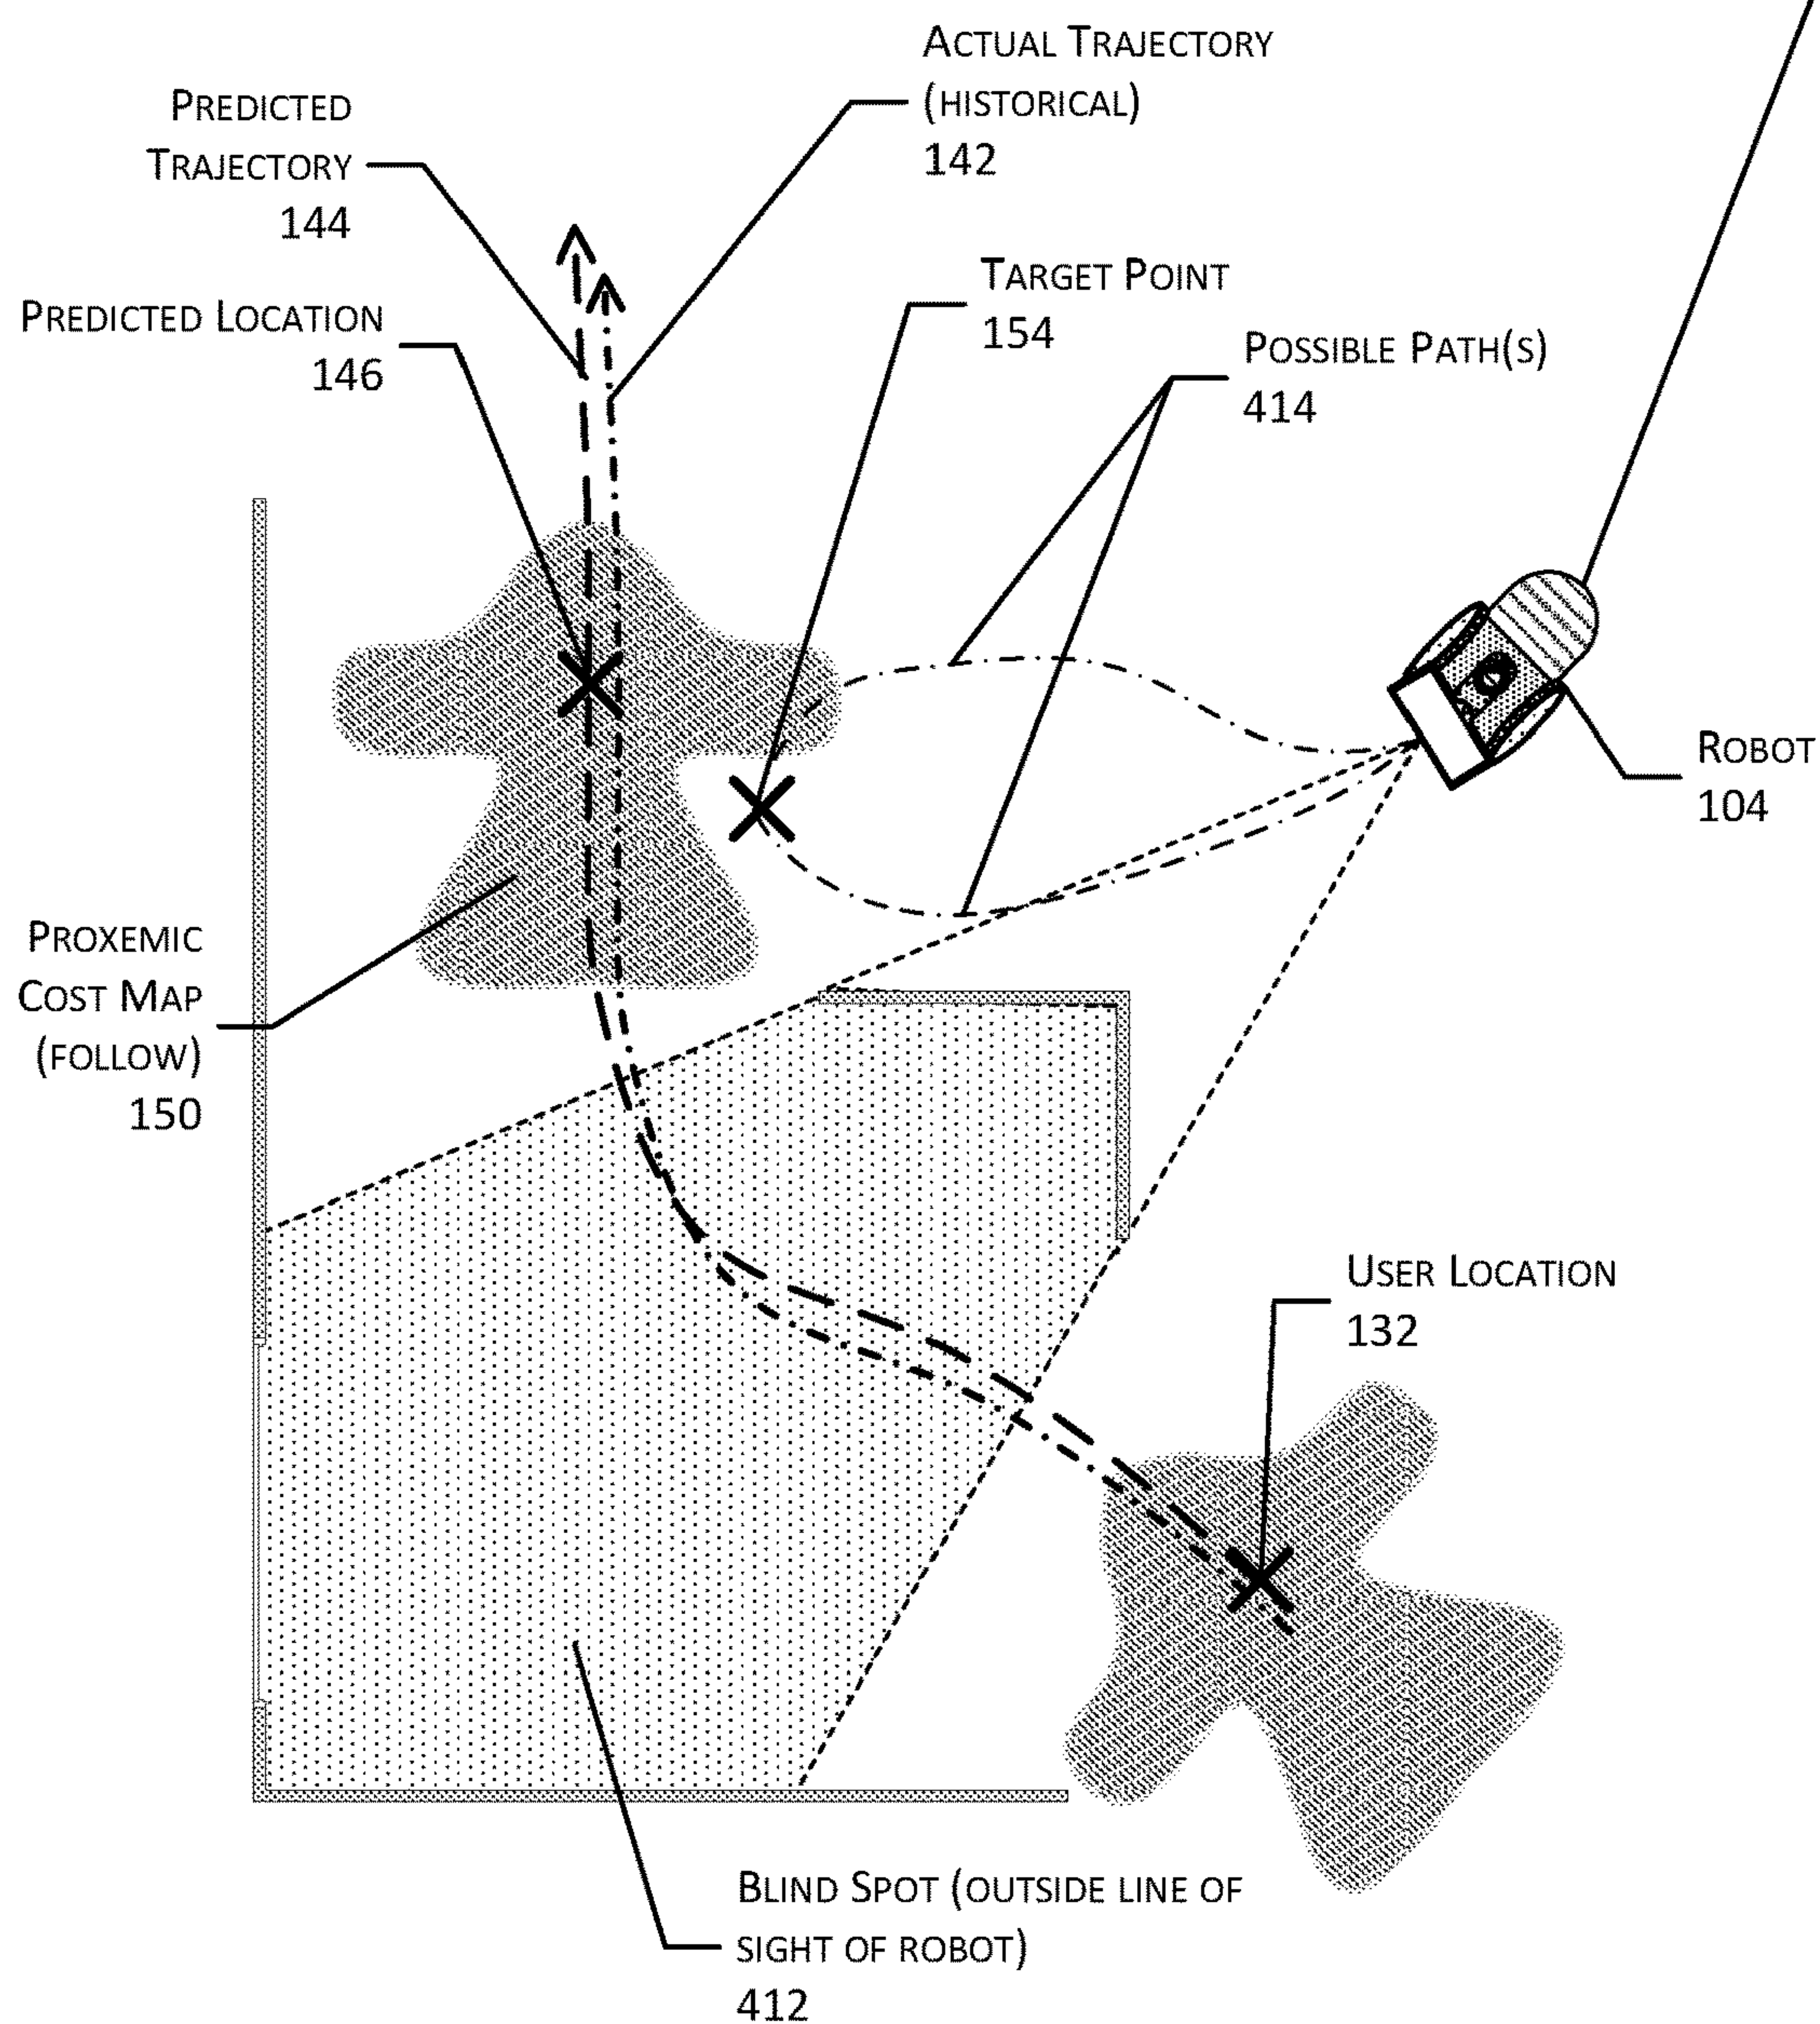 ACTUAL TRAJECTORY
(HISTORICAL)
142
PREDICTED
TRAJECTORY
144
TARGET POINT
154
PREDICTED LOCATION
146
POSSIBLE PATH(S)
414
ROBOT
104
PROXEMIC
COST MAP
(FOLLOW)
150
USER LOCATION
132
BLIND SPOT (OUTSIDE LINE OF
SIGHT OF ROBOT)
412